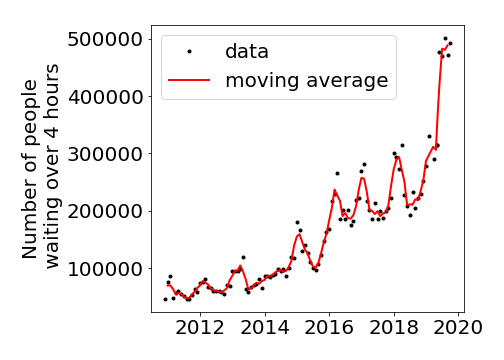 500000
400000
300000
200000
100000
Number of people
waiting over 4 hours
data
moving average
2012 2014 2016 2018 2020